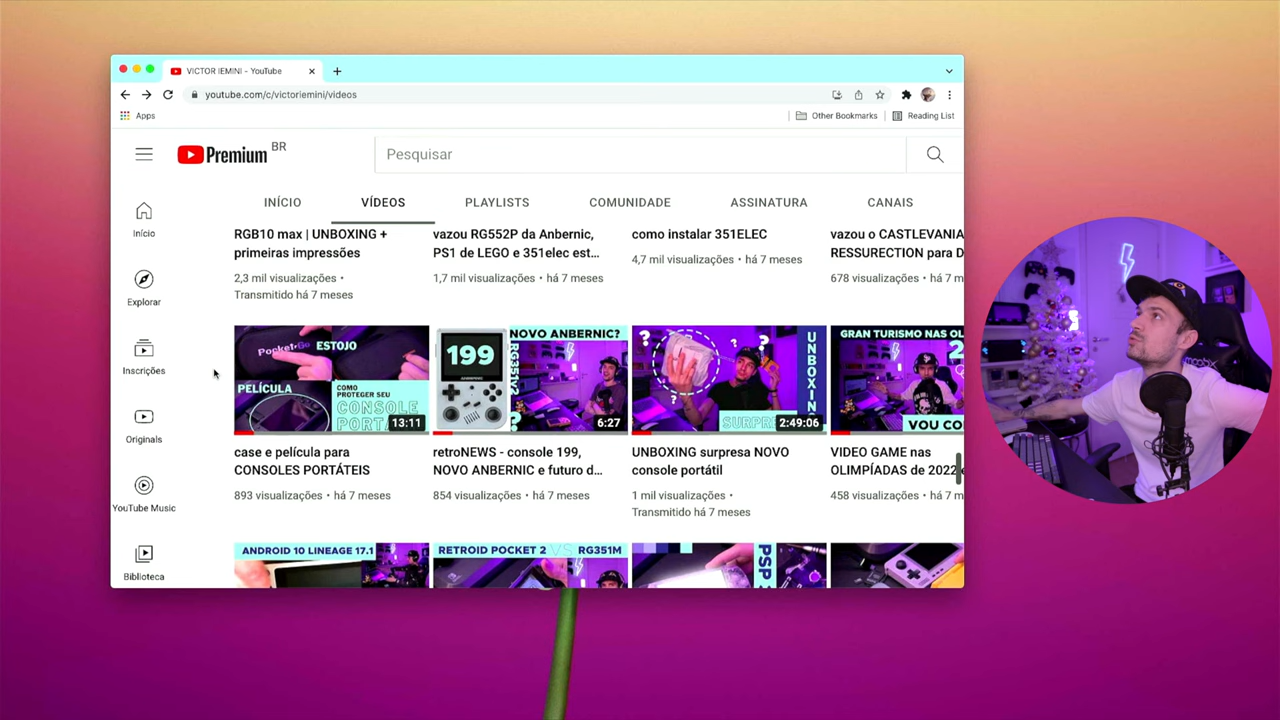 VICTOR IEMINI - YouTube
youtube.com/c/victoriemini/videos
Apps
Other Bookmarks
Reading List
Premium BR
Pesquisar
Início
Explorar
Inscrições
Originals
YouTube Music
Biblioteca
INÍCIO
VÍDEOS
PLAYLISTS
COMUNIDADE
ASSINATURA
CANAIS
RGB10 max | UNBOXING +
primeiras impressões
2,3 mil visualizações •
Transmitido há 7 meses
vazou RG552P da Anbernic,
PS1 de LEGO e 351elec est...
1,7 mil visualizações • há 7 meses
como instalar 351ELEC
4,7 mil visualizações • há 7 meses
vazou o CASTLEVANIA
RESSURECTION para D
678 visualizações • há 7 m
Pocket Go
ESTOJO
PELÍCULA
COMO
PROTEGER SEU
CONSOLE
PORTÁ
13:11
case e película para
CONSOLES PORTÁTEIS
893 visualizações • há 7 meses
NOVO ANBERNIC?
199
RG351V2
6:27
retroNEWS - console 199,
NOVO ANBERNIC e futuro d...
854 visualizações • há 7 meses
UNBOXIN
SURPRE
2:49:06
UNBOXING surpresa NOVO
console portátil
1 mil visualizações •
Transmitido há 7 meses
GRAN TURISMO NAS OL
VOU CO
VIDEO GAME nas
OLIMPÍADAS de 2022 e
458 visualizações • há 7 m
ANDROID 10 LINEAGE 17.1
RETROID POCKET 2 VS RG351M
PSP